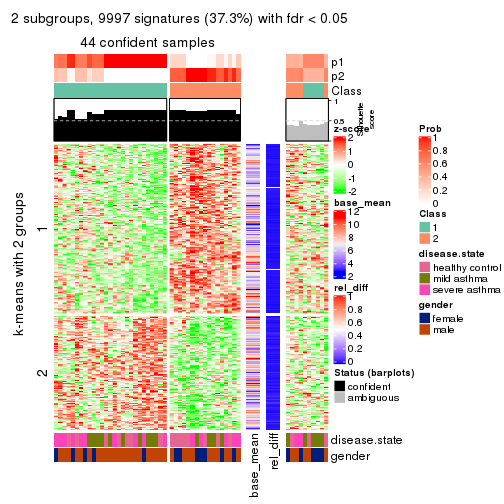 2 subgroups, 9997 signatures (37.3%) with fdr < 0.05
44 confident samples
p1
p2
Class
1
0.5
0
Silhouette
score
k-means with 2 groups
1
2
z-score
2
1
0
-1
-2
base_mean
12
10
8
6
4
2
rel_diff
1
0.8
0.6
0.4
0.2
0
Status (barplots)
confident
ambiguous
Prob
1
0.8
0.6
0.4
0.2
0
Class
1
2
disease.state
healthy control
mild asthma
severe asthma
gender
female
male
disease.state
gender
base_mean
rel_diff